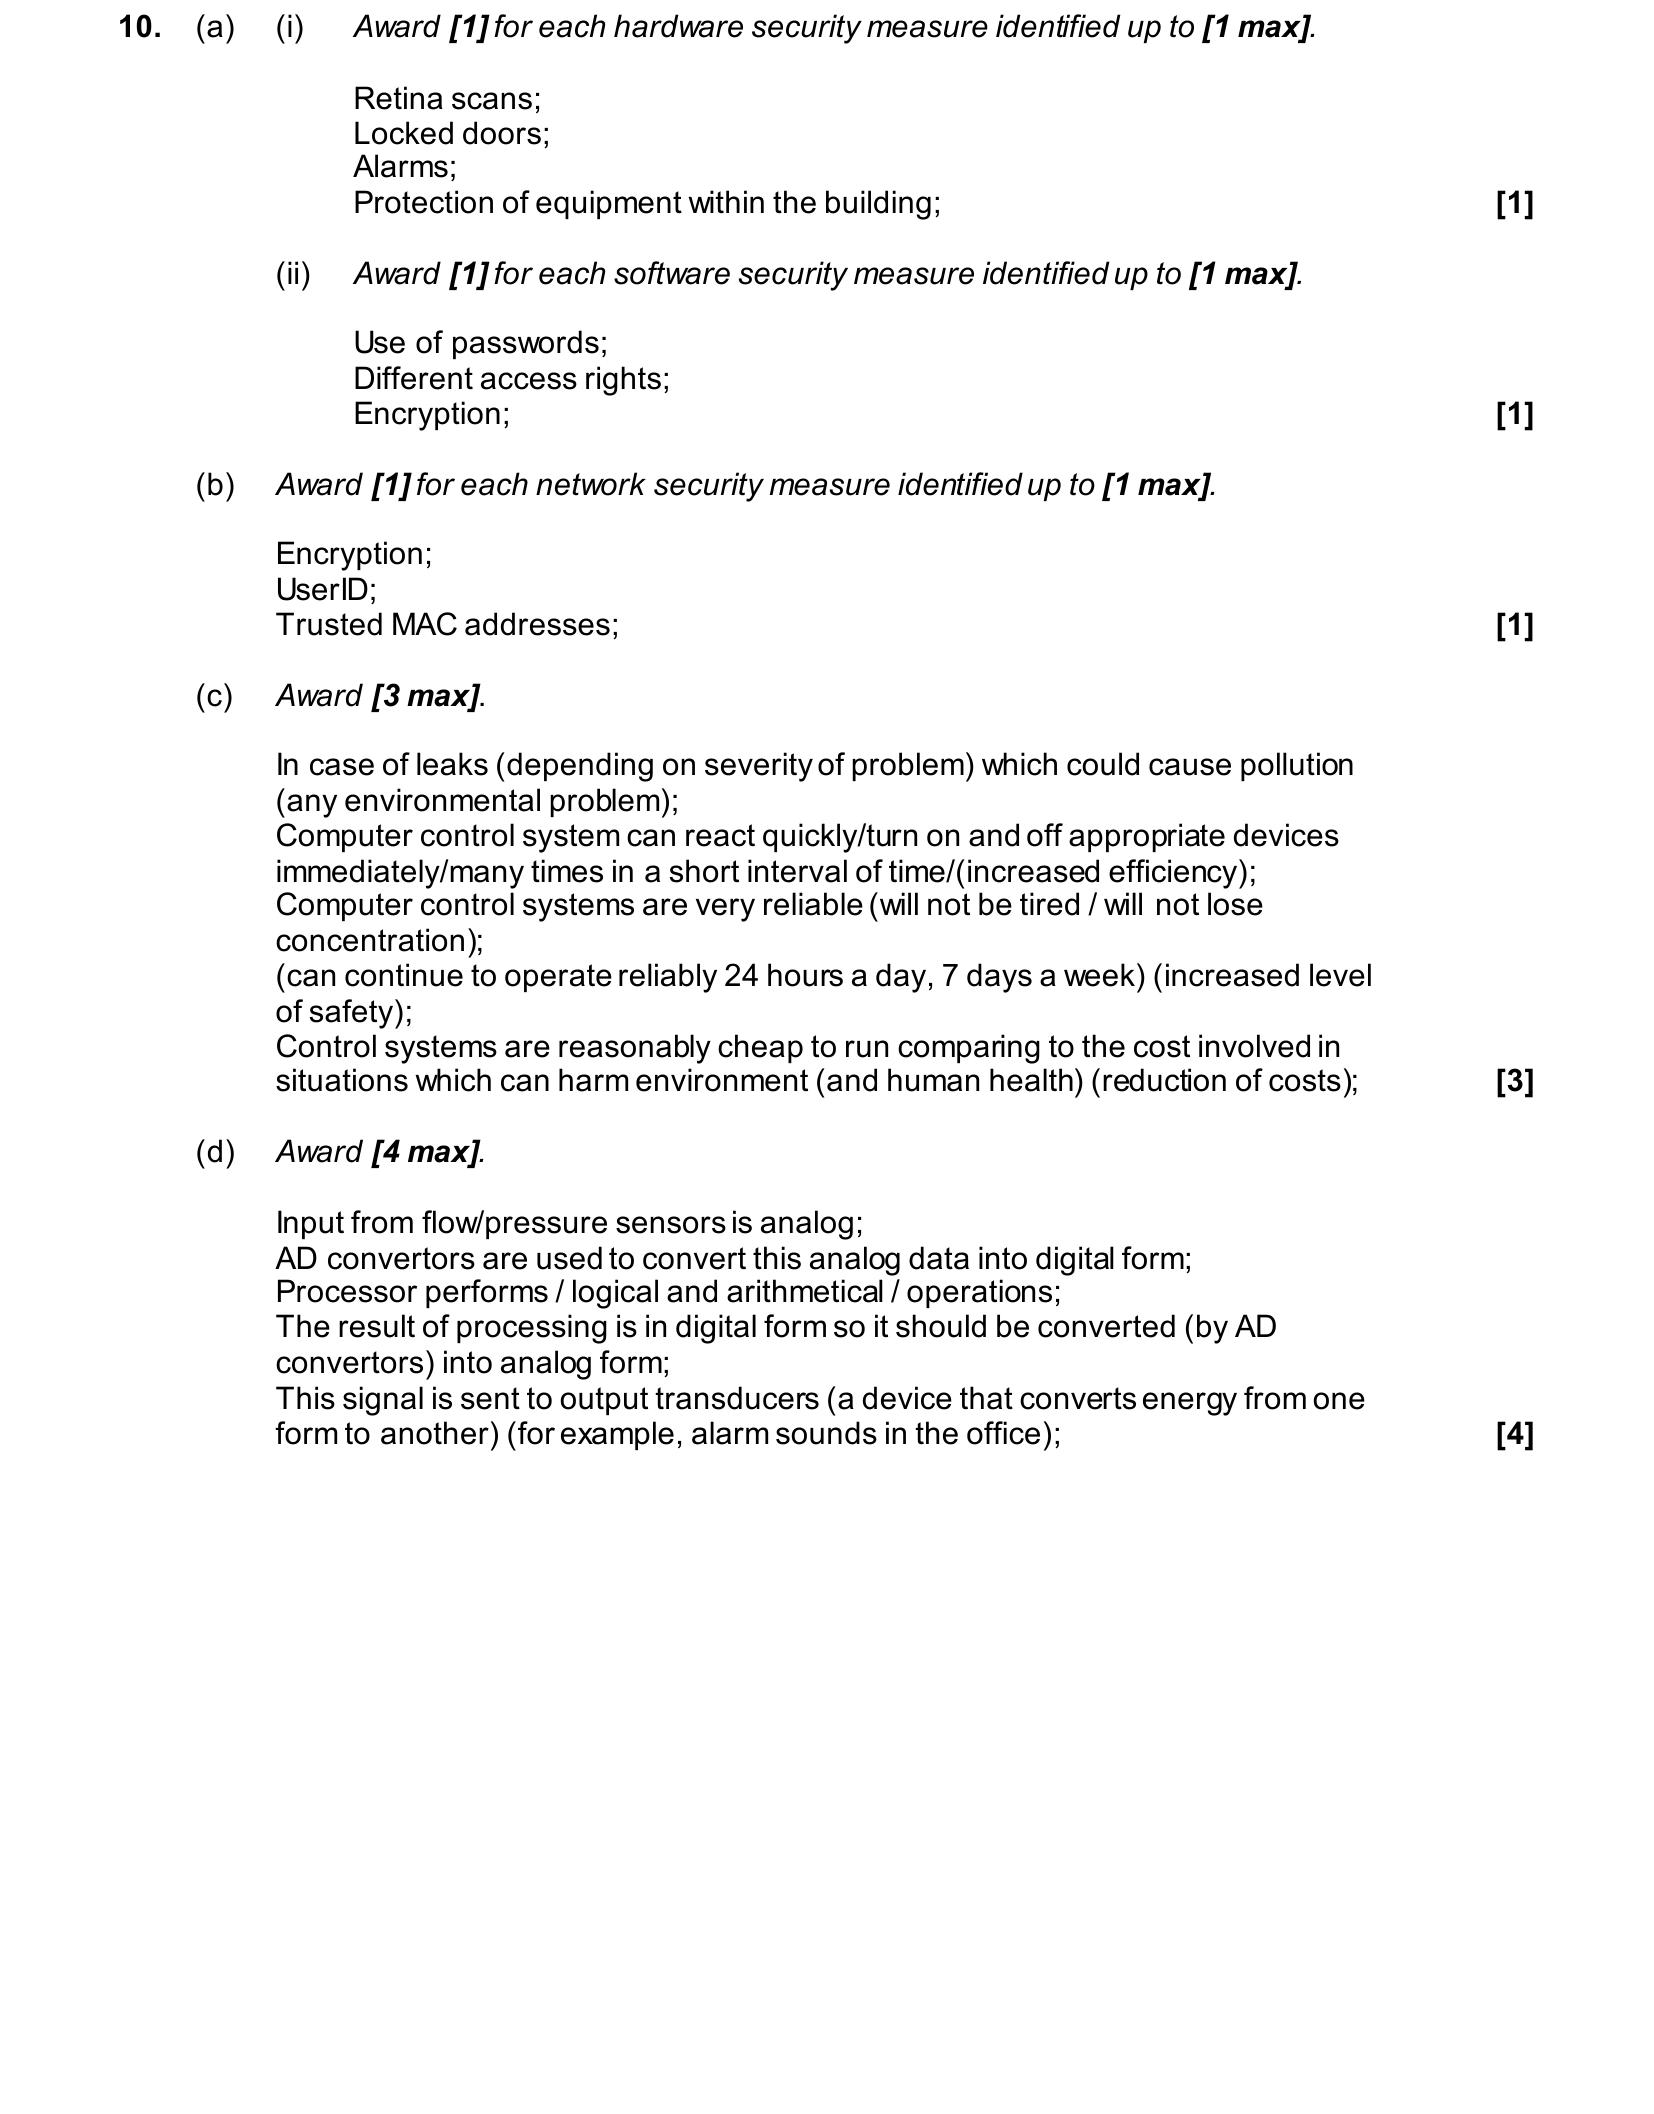 10. (a) (i) Award [1] for each hardware security measure identified up to [1 max].
Retina scans;
Locked doors;
Alarms;
Protection of equipment within the building; [1]
(ii) Award [1] for each software security measure identified up to [1 max].
Use of passwords;
Different access rights;
Encryption; [1]
(b) Award [1] for each network security measure identified up to [1 max].
Encryption;
UserID;
Trusted MAC addresses; [1]
(c) Award [3 max].
In case of leaks (depending on severity of problem) which could cause pollution
(any environmental problem);
Computer control system can react quickly/turn on and off appropriate devices
immediately/many times in a short interval of time/(increased efficiency);
Computer control systems are very reliable (will not be tired / will not lose
concentration);
(can continue to operate reliably 24 hours a day, 7 days a week) (increased level
of safety);
Control systems are reasonably cheap to run comparing to the cost involved in
situations which can harm environment (and human health) (reduction of costs); [3]
(d) Award [4 max].
Input from flow/pressure sensors is analog;
AD convertors are used to convert this analog data into digital form;
Processor performs / logical and arithmetical / operations;
The result of processing is in digital form so it should be converted (by AD
convertors) into analog form;
This signal is sent to output transducers (a device that converts energy from one
form to another) (for example, alarm sounds in the office); [4]